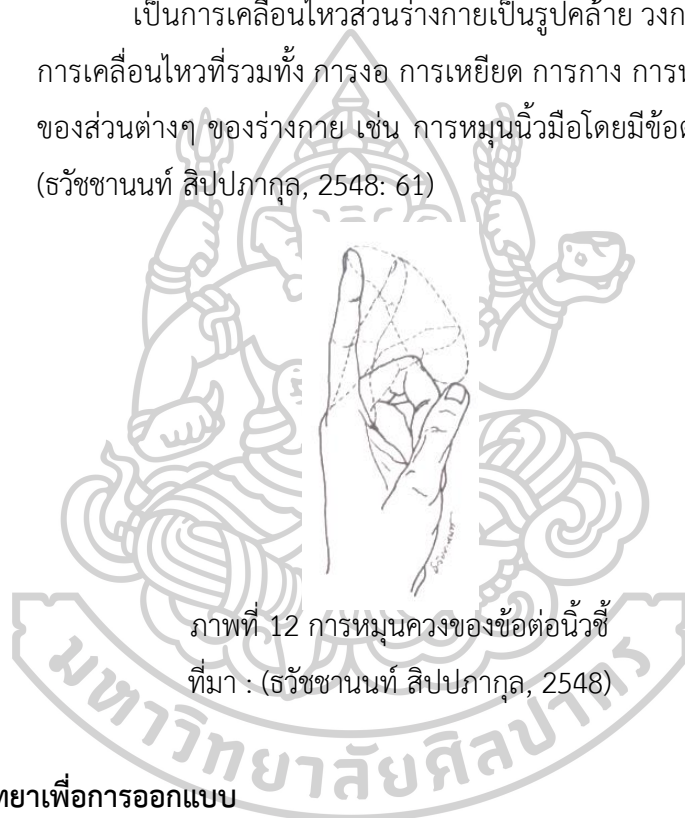 เป็นการเคลื่อนไหวส่วนร่างกายเป็นรูปคล้าย
การเคลื่อนไหวที่รวมทั้ง การงอ การเหยียด การกาง
ของส่วนต่างๆ ของร่างกาย เช่น การหมุนนิ้วมือโดยมี
(ธวัชชานนท์ สิปปภากุล, 2548: 61)
ภาพที่ 12 การหมุนควงของข้อต่อนิ้วชี้
ที่มา : (ธวัชชานนท์ สิปปภากุล, 2548)
มหาวิทยาลัยศิลปากร
เพื่อการออกแบบ